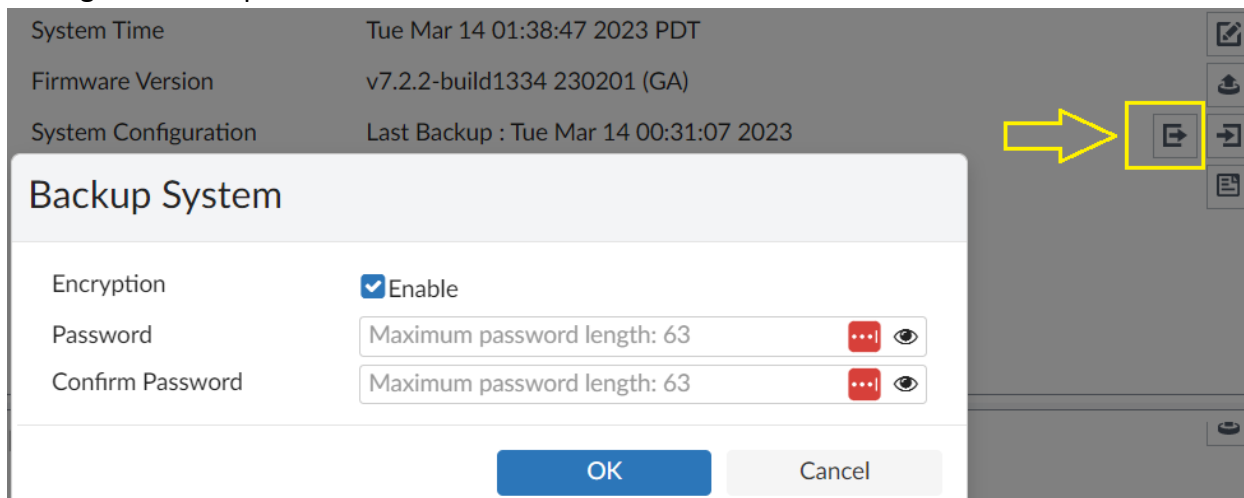 System Time Tue Mar 14 01:38:47 2023 PDT
Firmware Version v7.2.2-build1334 230201 (GA)
System Configuration Last Backup : Tue Mar 14 00:31:07 2023
Backup System
Encryption Enable
Password Maximum password length: 63
Confirm Password Maximum password length: 63
OK Cancel